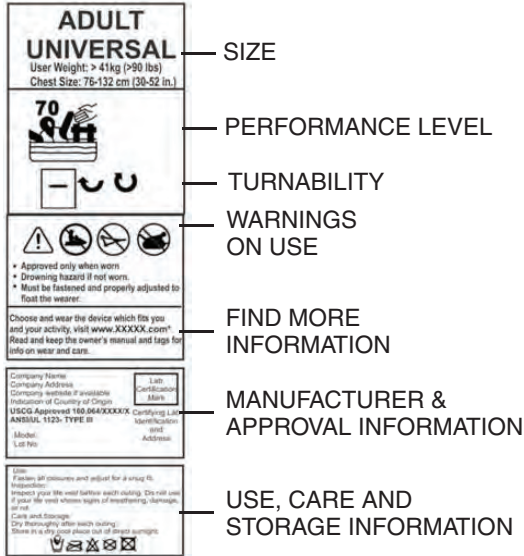 ADULT
UNIVERSAL
User Weight: > 41kg (>90 lbs)
Chest Size: 76-132 cm (30-52 in.)
SIZE
70
PERFORMANCE LEVEL
TURNABILITY
WARNINGS
ON USE
• Approved only when worn
• Drowning hazard if not worn.
• Must be fastened and properly adjusted to
float the wearer.
Choose and wear the device which fits you
and your activity, visit www.XXXXX.com*
Read and keep the owner's manual and tags for
info on wear and care.
FIND MORE
INFORMATION
Company Name
Company Address
Company website if available
Indication of Country of Origin
USCG Approved 160.064/XXXX/X
ANSI/UL 1123- TYPE III
Model:
Lot No
Lab
Certification
Mark
Certifying Lab
Identification
and
Address
MANUFACTURER &
APPROVAL INFORMATION
Use:
Fasten all closures and adjust for a snug fit.
Inspection:
Inspect your life vest before each outing. Do not use
if your life vest shows signs of weathering, damage,
or rot.
Care and Storage:
Dry thoroughly after each outing.
Store in a dry cool place out of direct sunlight.
USE, CARE AND
STORAGE INFORMATION